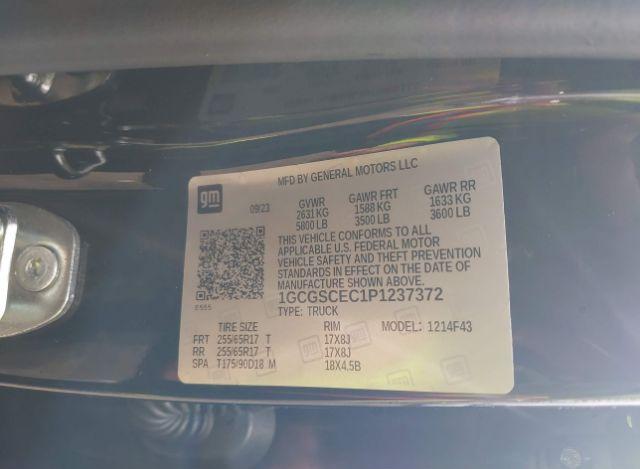 MFD BY GENERAL MOTORS LLC
gm
09/23
GVWR GAWR FRT GAWR RR
2631 KG 1588 KG 1633 KG
5800 LB 3500 LB 3600 LB
THIS VEHICLE CONFORMS TO ALL
APPLICABLE U.S. FEDERAL MOTOR
VEHICLE SAFETY AND THEFT PREVENTION
STANDARDS IN EFFECT ON THE DATE OF
MANUFACTURE SHOWN ABOVE.
1GCGSCEC1P1237372
E555
TYPE: TRUCK
TIRE SIZE RIM MODEL: 1214F43
FRT 255/65R17 T 17X8J
RR 255/65R17 T 17X8J
SPA T175/90D18 M 18X4.5B